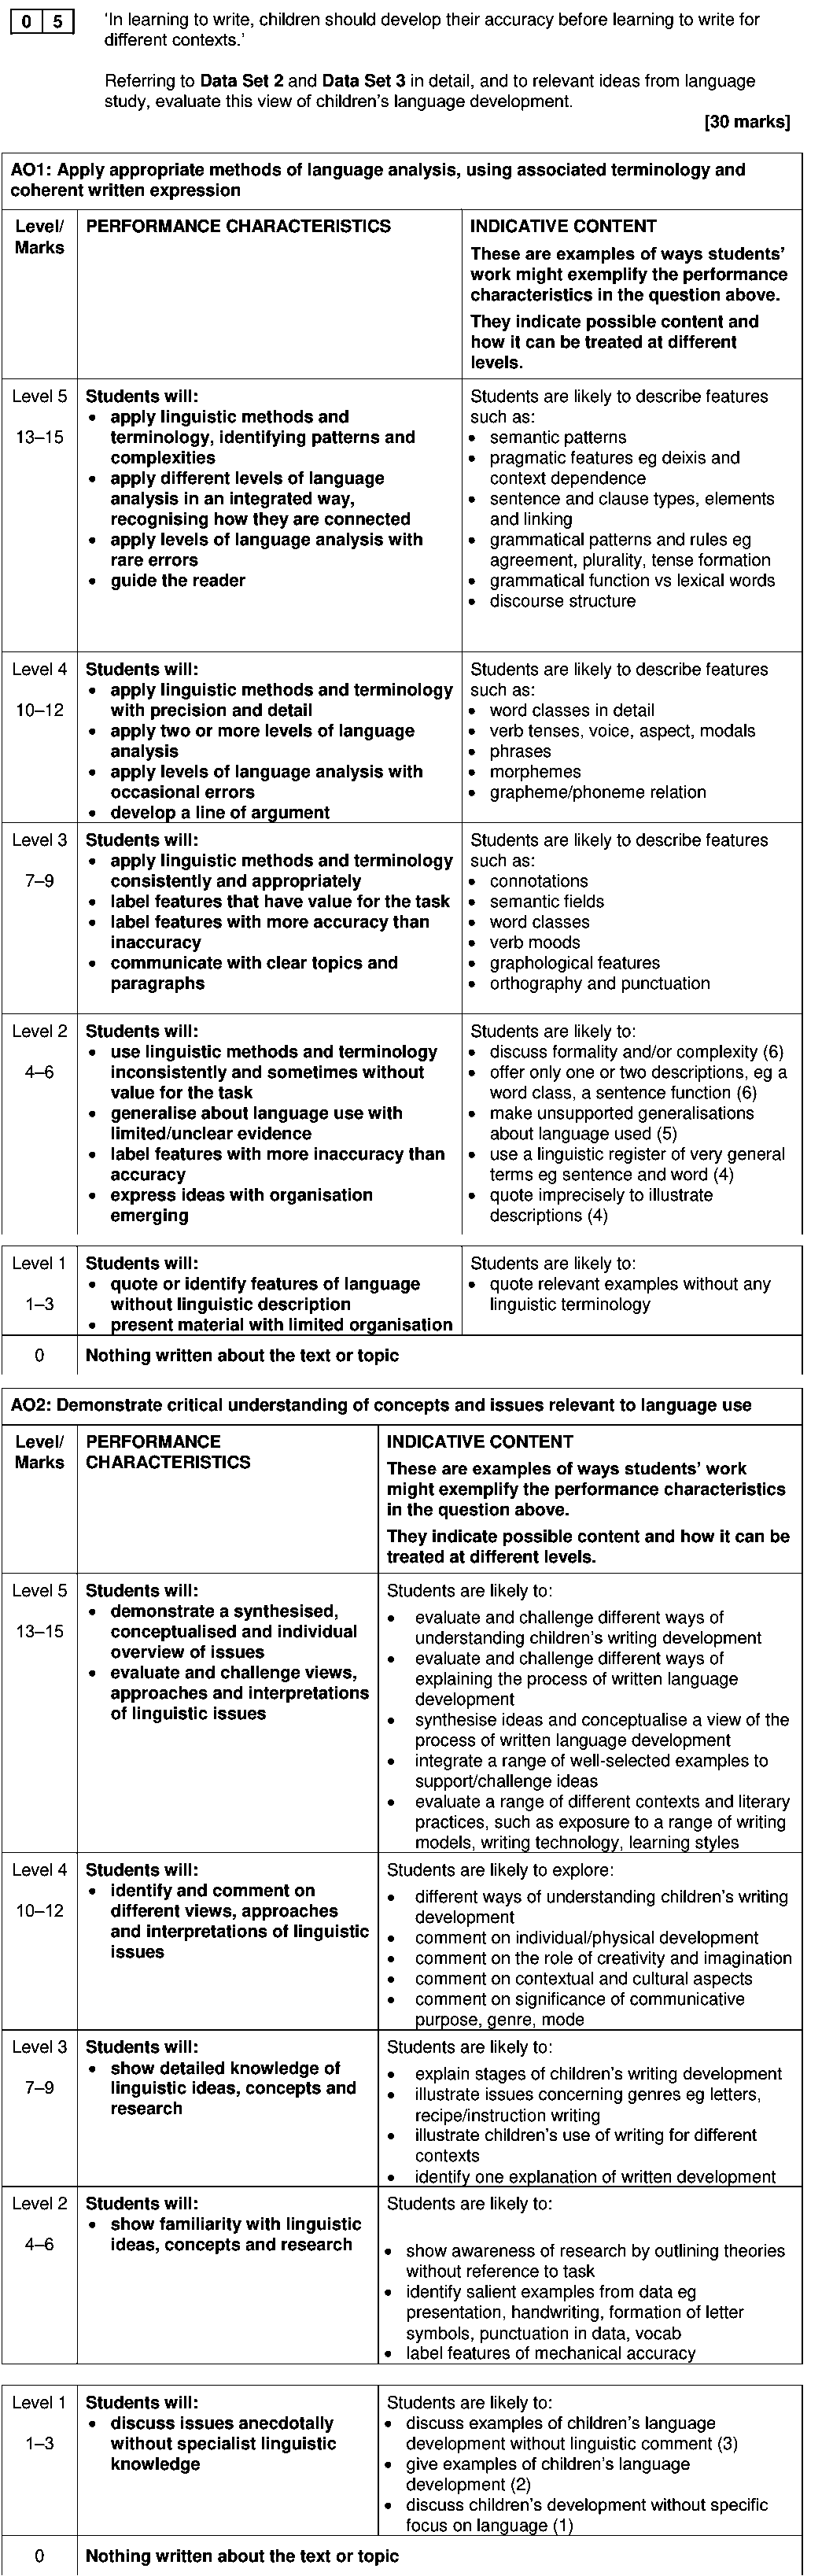 0 5 'In learning to write, children should develop their accuracy before learning to write for
different contexts.'
Referring to Data Set 2 and Data Set 3 in detail, and to relevant ideas from language
study, evaluate this view of children's language development.
[30 marks]
AO1: Apply appropriate methods of language analysis, using associated terminology and
coherent written expression
Level/
Marks
PERFORMANCE CHARACTERISTICS
INDICATIVE CONTENT
These are examples of ways students'
work might exemplify the performance
characteristics in the question above.
They indicate possible content and
how it can be treated at different
levels.
Level 5
13–15
Students will:
• apply linguistic methods and
terminology, identifying patterns and
complexities
• apply different levels of language
analysis in an integrated way,
recognising how they are connected
• apply levels of language analysis with
rare errors
• guide the reader
Students are likely to describe features
such as:
• semantic patterns
• pragmatic features eg deixis and
context dependence
• sentence and clause types, elements
and linking
• grammatical patterns and rules eg
agreement, plurality, tense formation
• grammatical function vs lexical words
• discourse structure
Level 4
10–12
Students will:
• apply linguistic methods and terminology
with precision and detail
• apply two or more levels of language
analysis
• apply levels of language analysis with
occasional errors
• develop a line of argument
Students are likely to describe features
such as:
• word classes in detail
• verb tenses, voice, aspect, modals
• phrases
• morphemes
• grapheme/phoneme relation
Level 3
7–9
Students will:
• apply linguistic methods and terminology
consistently and appropriately
• label features that have value for the task
• label features with more accuracy than
inaccuracy
• communicate with clear topics and
paragraphs
Students are likely to describe features
such as:
• connotations
• semantic fields
• word classes
• verb moods
• graphological features
• orthography and punctuation
Level 2
4–6
Students will:
• use linguistic methods and terminology
inconsistently and sometimes without
value for the task
• generalise about language use with
limited/unclear evidence
• label features with more inaccuracy than
accuracy
• express ideas with organisation
emerging
Students are likely to:
• discuss formality and/or complexity (6)
• offer only one or two descriptions, eg a
word class, a sentence function (6)
• make unsupported generalisations
about language used (5)
• use a linguistic register of very general
terms eg sentence and word (4)
• quote imprecisely to illustrate
descriptions (4)
Level 1
1–3
Students will:
• quote or identify features of language
without linguistic description
• present material with limited organisation
Students are likely to:
• quote relevant examples without any
linguistic terminology
0
Nothing written about the text or topic
AO2: Demonstrate critical understanding of concepts and issues relevant to language use
Level/
Marks
PERFORMANCE
CHARACTERISTICS
INDICATIVE CONTENT
These are examples of ways students' work
might exemplify the performance characteristics
in the question above.
They indicate possible content and how it can be
treated at different levels.
Level 5
13–15
Students will:
• demonstrate a synthesised,
conceptualised and individual
overview of issues
• evaluate and challenge views,
approaches and interpretations
of linguistic issues
Students are likely to:
• evaluate and challenge different ways of
understanding children's writing development
• evaluate and challenge different ways of
explaining the process of written language
development
• synthesise ideas and conceptualise a view of the
process of written language development
• integrate a range of well-selected examples to
support/challenge ideas
• evaluate a range of different contexts and literary
practices, such as exposure to a range of writing
models, writing technology, learning styles
Level 4
10–12
Students will:
• identify and comment on
different views, approaches
and interpretations of linguistic
issues
Students are likely to explore:
• different ways of understanding children's writing
development
• comment on individual/physical development
• comment on the role of creativity and imagination
• comment on contextual and cultural aspects
• comment on significance of communicative
purpose, genre, mode
Level 3
7–9
Students will:
• show detailed knowledge of
linguistic ideas, concepts and
research
Students are likely to:
• explain stages of children's writing development
• illustrate issues concerning genres eg letters,
recipe/instruction writing
• illustrate children's use of writing for different
contexts
• identify one explanation of written development
Level 2
4–6
Students will:
• show familiarity with linguistic
ideas, concepts and research
Students are likely to:
• show awareness of research by outlining theories
without reference to task
• identify salient examples from data eg
presentation, handwriting, formation of letter
symbols, punctuation in data, vocab
• label features of mechanical accuracy
Level 1
1–3
Students will:
• discuss issues anecdotally
without specialist linguistic
knowledge
Students are likely to:
• discuss examples of children's language
development without linguistic comment (3)
• give examples of children's language
development (2)
• discuss children's development without specific
focus on language (1)
0
Nothing written about the text or topic